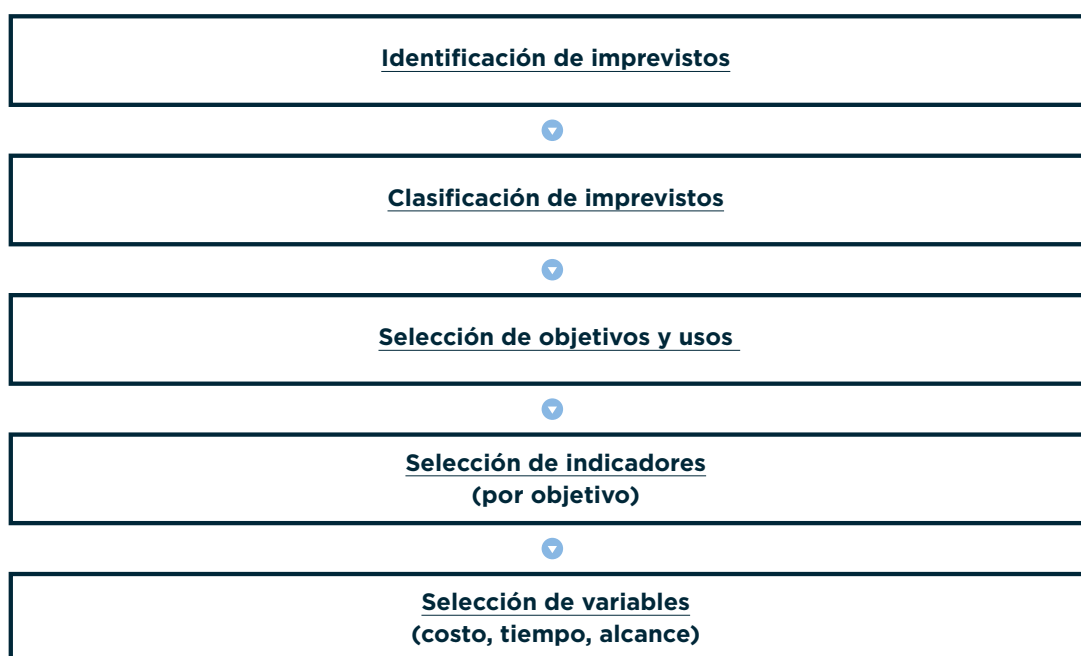 Identificación de imprevistos
Clasificación de imprevistos
Selección de objetivos y usos
Selección de indicadores
(por objetivo)
Selección de variables
(costo, tiempo, alcance)